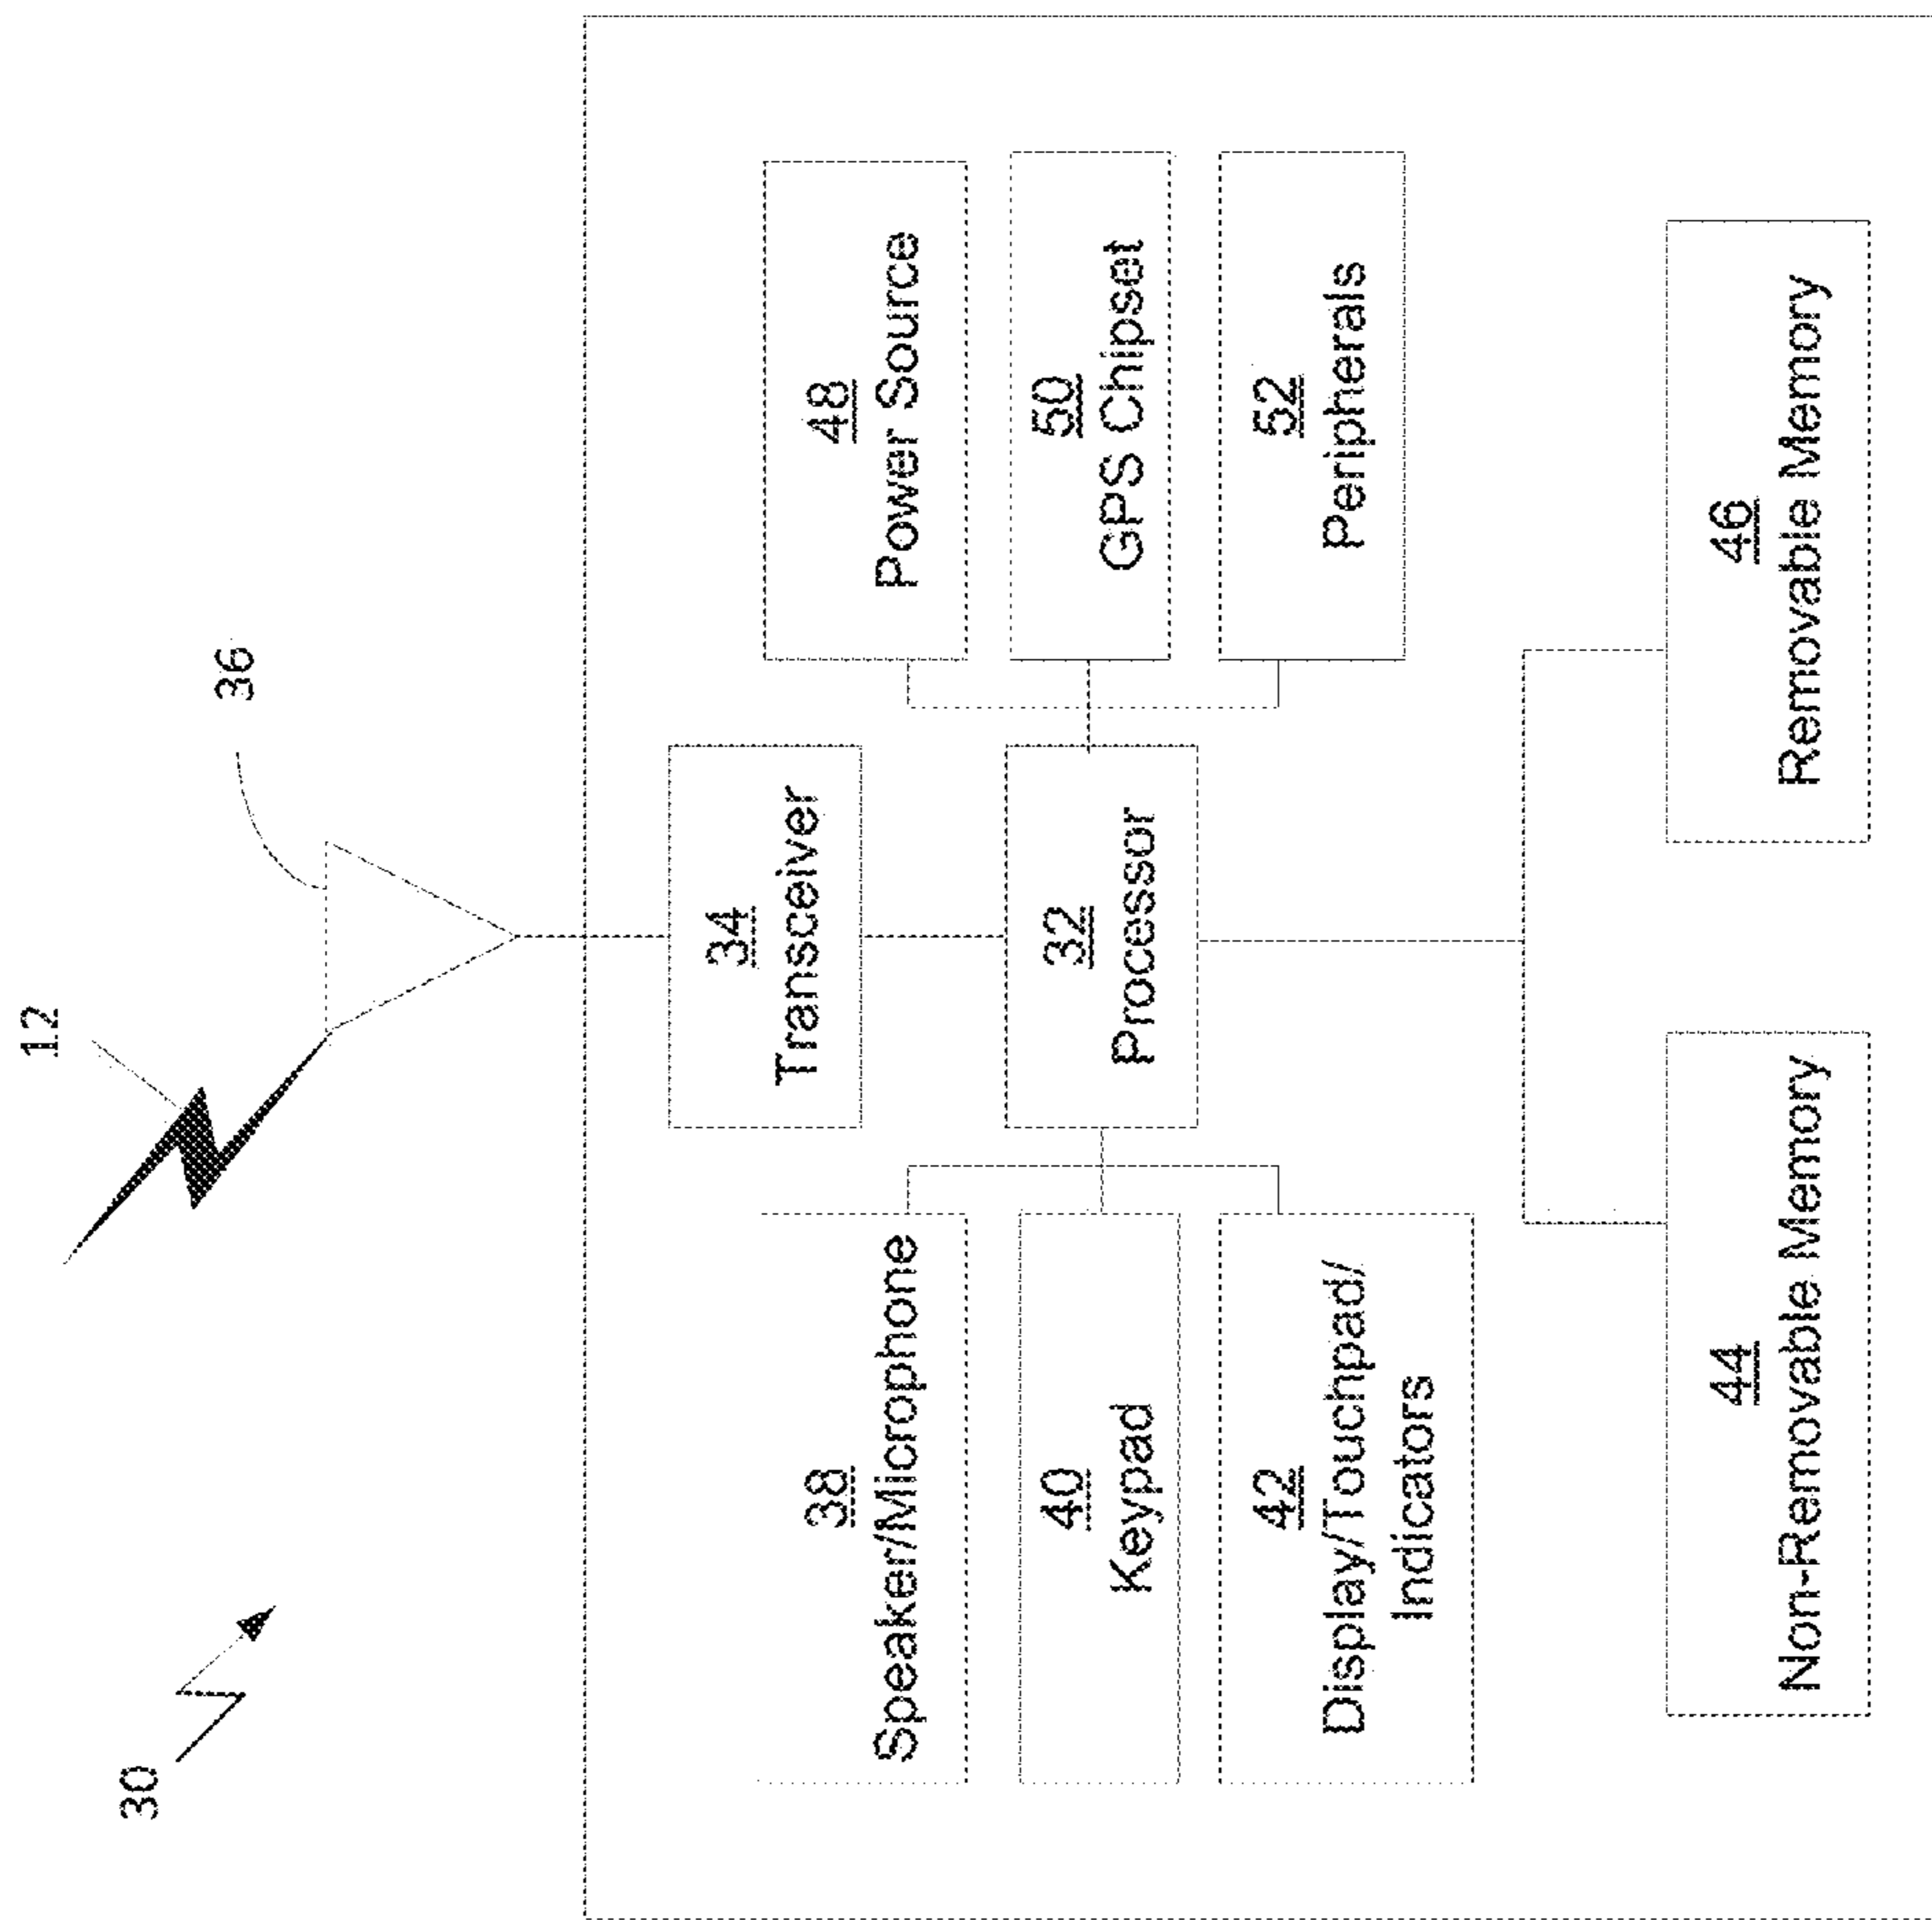 30
12
36
34
Transceiver
38
Speaker/Microphone
48
Power Source
32
Processor
40
Keypad
50
GPS Chipset
42
Display/Touchpad/
Indicators
52
Peripherals
44
Non-Removable Memory
46
Removable Memory